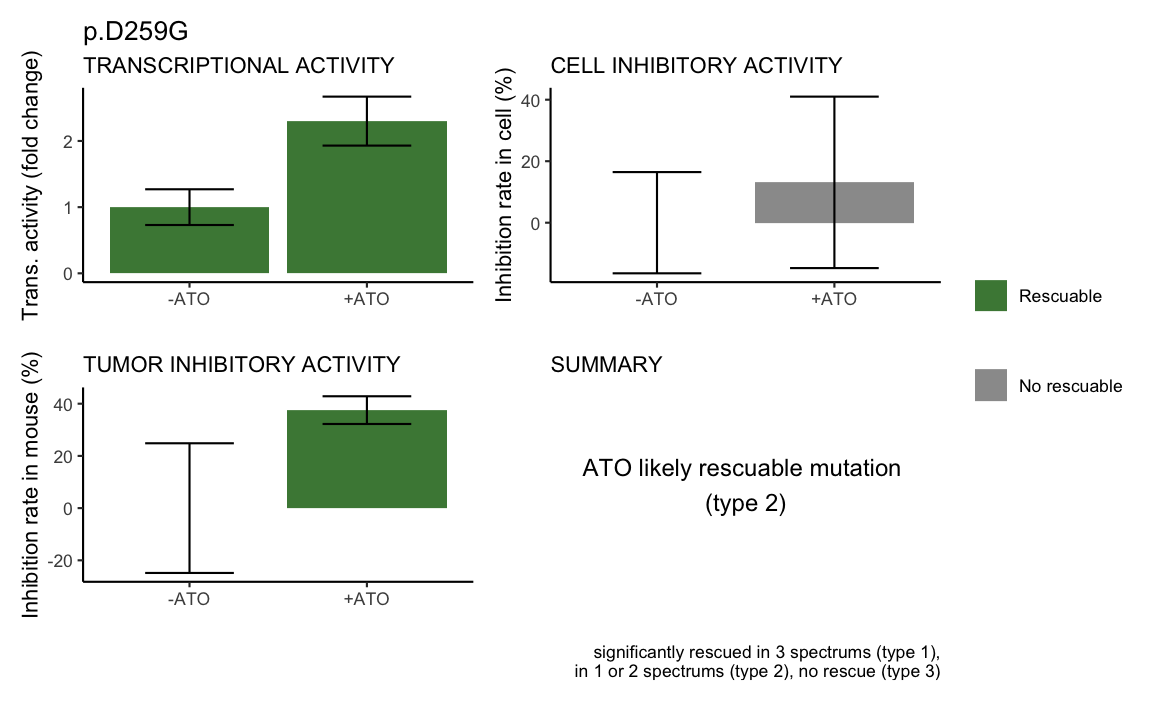 p.D259G
TRANSCRIPTIONAL ACTIVITY
Trans. activity (fold change)
2
1
0
-ATO
+ATO
CELL INHIBITORY ACTIVITY
Inhibition rate in cell (%)
40
20
0
-ATO
+ATO
Rescuable
No rescuable
TUMOR INHIBITORY ACTIVITY
Inhibition rate in mouse (%)
40
20
0
-20
-ATO
+ATO
SUMMARY
ATO likely rescuable mutation
(type 2)
significantly rescued in 3 spectrums (type 1),
in 1 or 2 spectrums (type 2), no rescue (type 3)